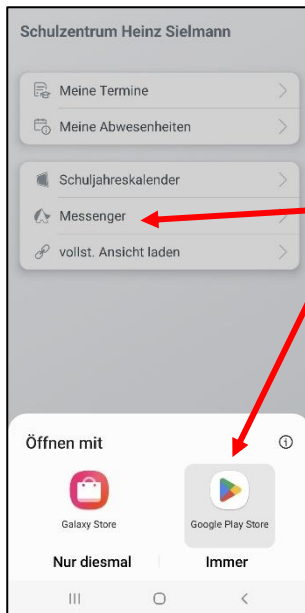 Schulzentrum Heinz Sielmann
Meine Termine
Meine Abwesenheiten
Schuljahreskalender
Messenger
vollst. Ansicht laden
Öffnen mit
Galaxy Store
Google Play Store
Nur diesmal
Immer